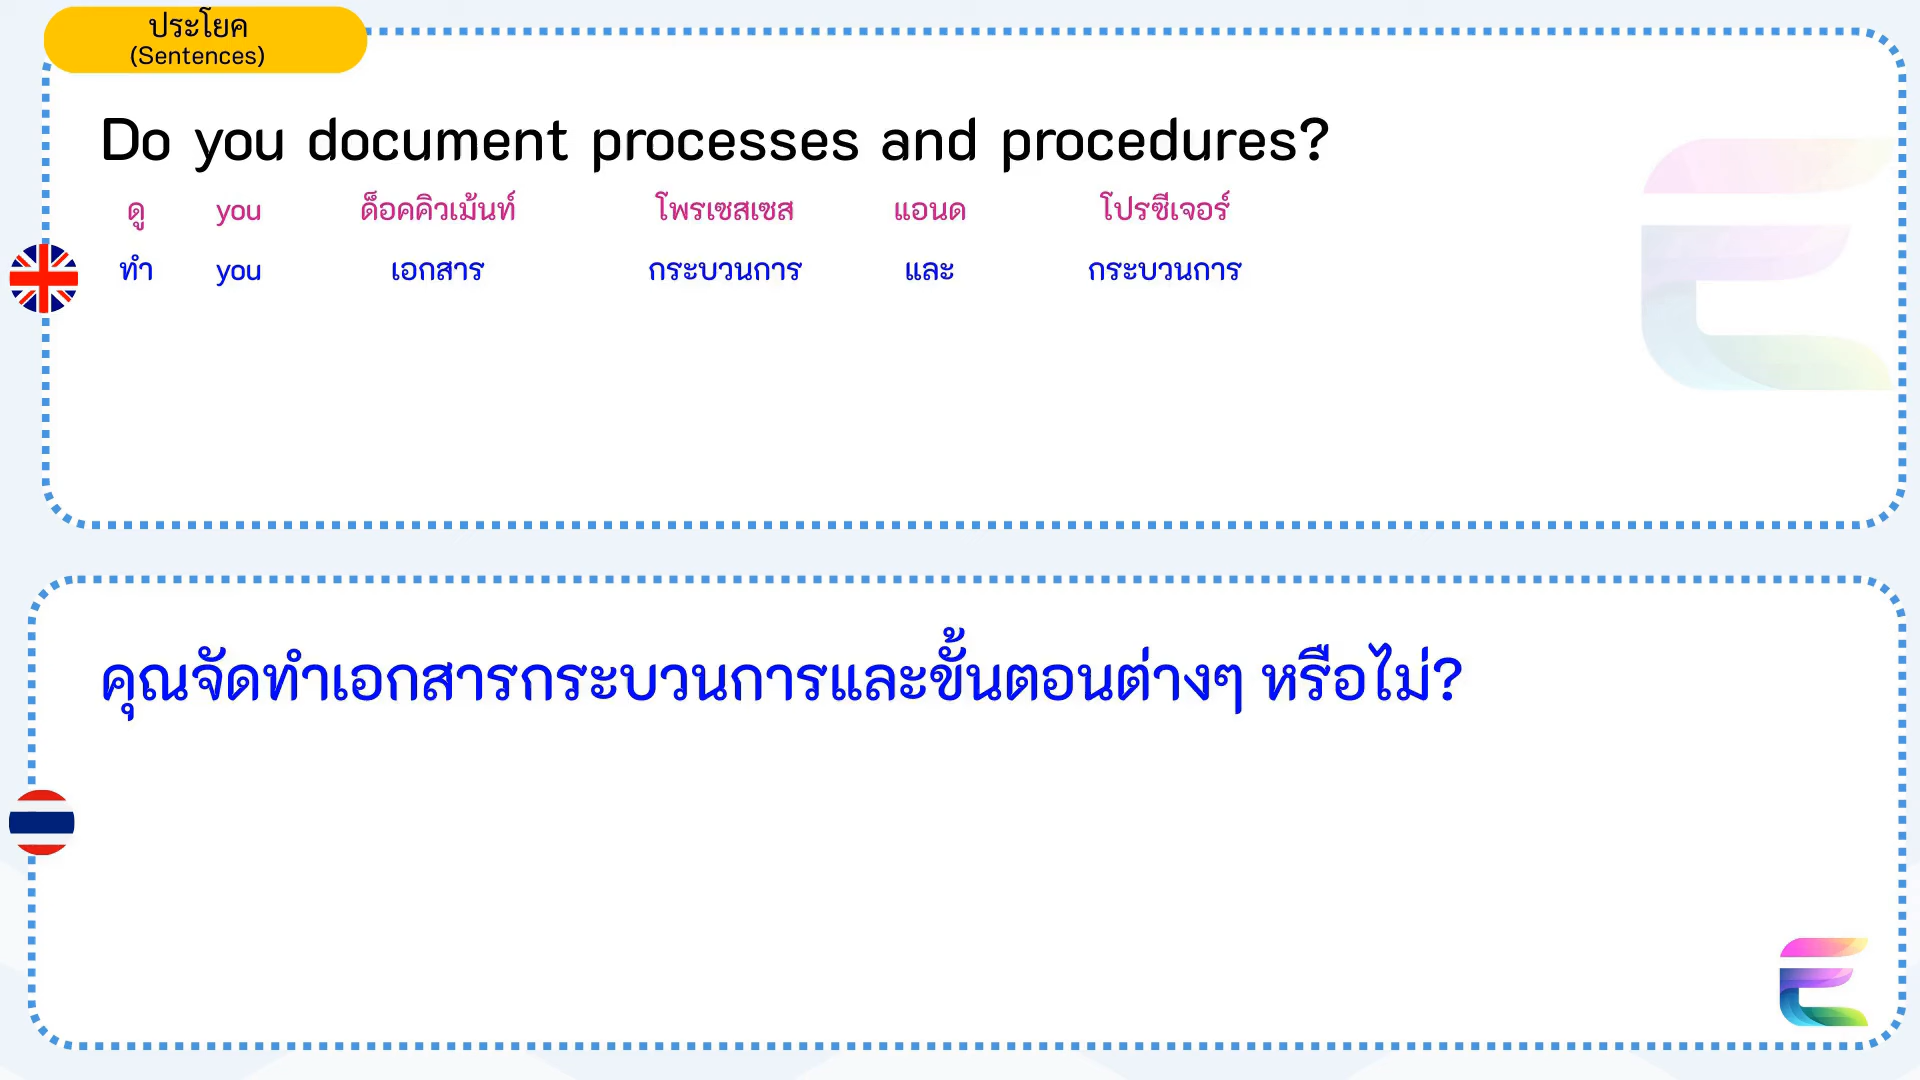 ประโยค
(Sentences)
Do you document processes and procedures?
ดู you ด็อคคิวเม้นท์ โพรเซสเซส แอนด โปรซีเจอร์
ทำ you เอกสาร กระบวนการ และ กระบวนการ
คุณจัดทำเอกสารกระบวนการและขั้นตอนต่างๆ หรือไม่?